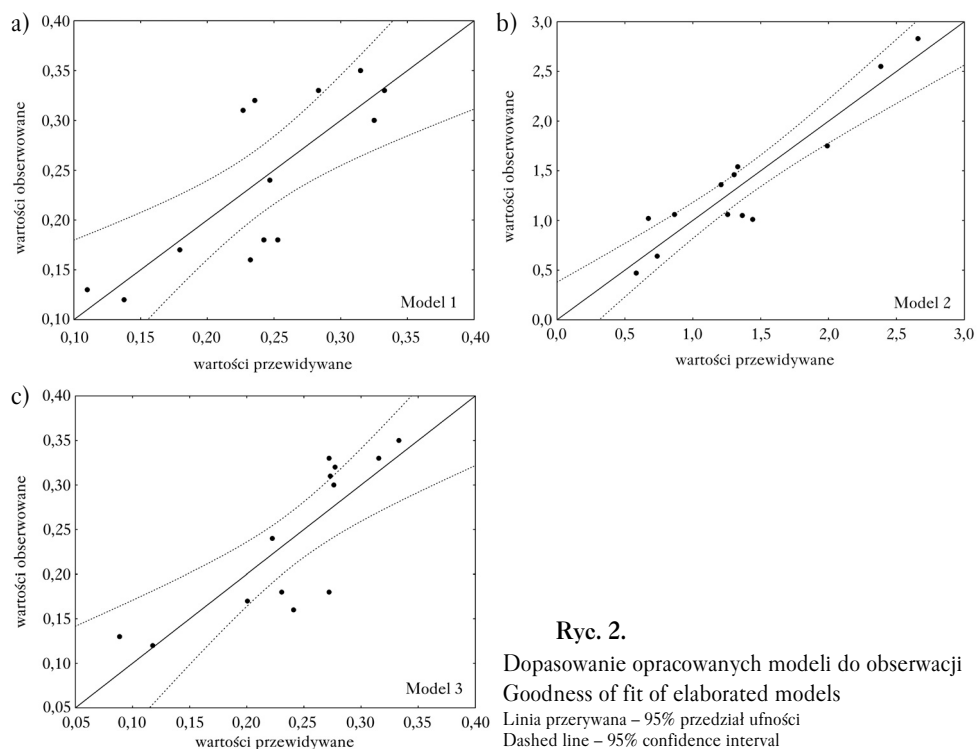 a)
0,40
0,35
0,30
0,25
0,20
0,15
0,10
wartości obserwowane
Model 1
0,10 0,15 0,20 0,25 0,30 0,35 0,40
wartości przewidywane
b)
3,0
2,5
2,0
1,5
1,0
0,5
0,0
wartości obserwowane
Model 2
0,0 0,5 1,0 1,5 2,0 2,5 3,0
wartości przewidywane
c)
0,40
0,35
0,30
0,25
0,20
0,15
0,10
0,05
wartości obserwowane
Model 3
0,05 0,10 0,15 0,20 0,25 0,30 0,35 0,40
wartości przewidywane
Ryc. 2.
Dopasowanie opracowanych modeli do obserwacji
Goodness of fit of elaborated models
Linia przerywana – 95% przedział ufności
Dashed line – 95% confidence interval